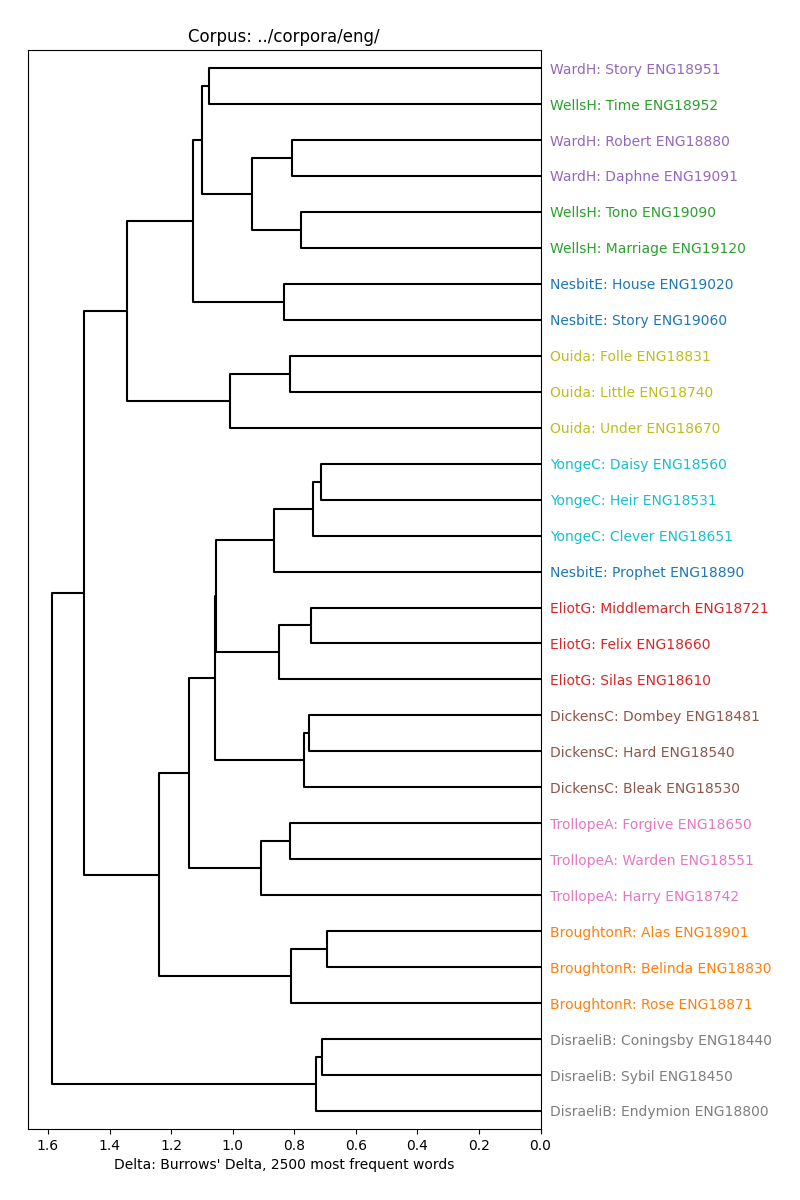 Corpus: ../corpora/eng/
WardH: Story ENG18951
WellsH: Time ENG18952
WardH: Robert ENG18880
WardH: Daphne ENG19091
WellsH: Tono ENG19090
WellsH: Marriage ENG19120
NesbitE: House ENG19020
NesbitE: Story ENG19060
Ouida: Folle ENG18831
Ouida: Little ENG18740
Ouida: Under ENG18670
YongeC: Daisy ENG18560
YongeC: Heir ENG18531
YongeC: Clever ENG18651
NesbitE: Prophet ENG18890
EliotG: Middlemarch ENG18721
EliotG: Felix ENG18660
EliotG: Silas ENG18610
DickensC: Dombey ENG18481
DickensC: Hard ENG18540
DickensC: Bleak ENG18530
TrollopeA: Forgive ENG18650
TrollopeA: Warden ENG18551
TrollopeA: Harry ENG18742
BroughtonR: Alas ENG18901
BroughtonR: Belinda ENG18830
BroughtonR: Rose ENG18871
DisraeliB: Coningsby ENG18440
DisraeliB: Sybil ENG18450
DisraeliB: Endymion ENG18800
1.6 1.4 1.2 1.0 0.8 0.6 0.4 0.2 0.0
Delta: Burrows' Delta, 2500 most frequent words